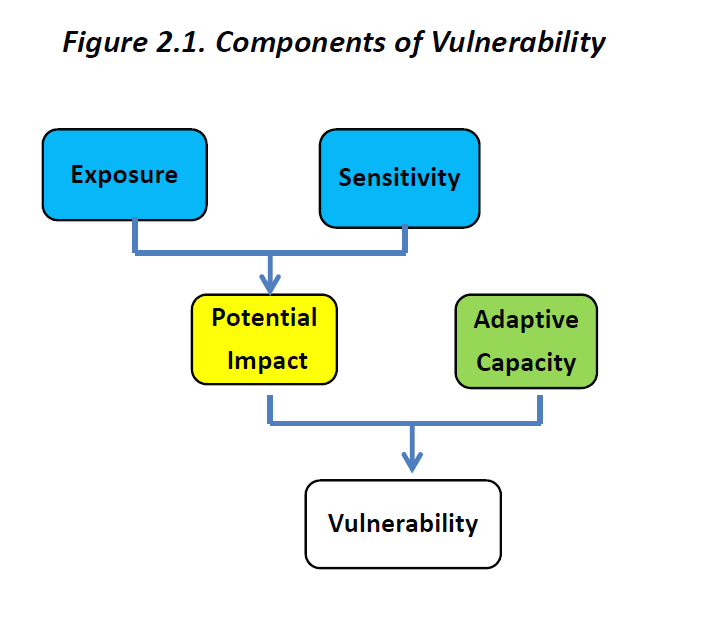 Figure 2.1. Components of Vulnerability
Exposure
Sensitivity
Potential
Impact
Adaptive
Capacity
Vulnerability